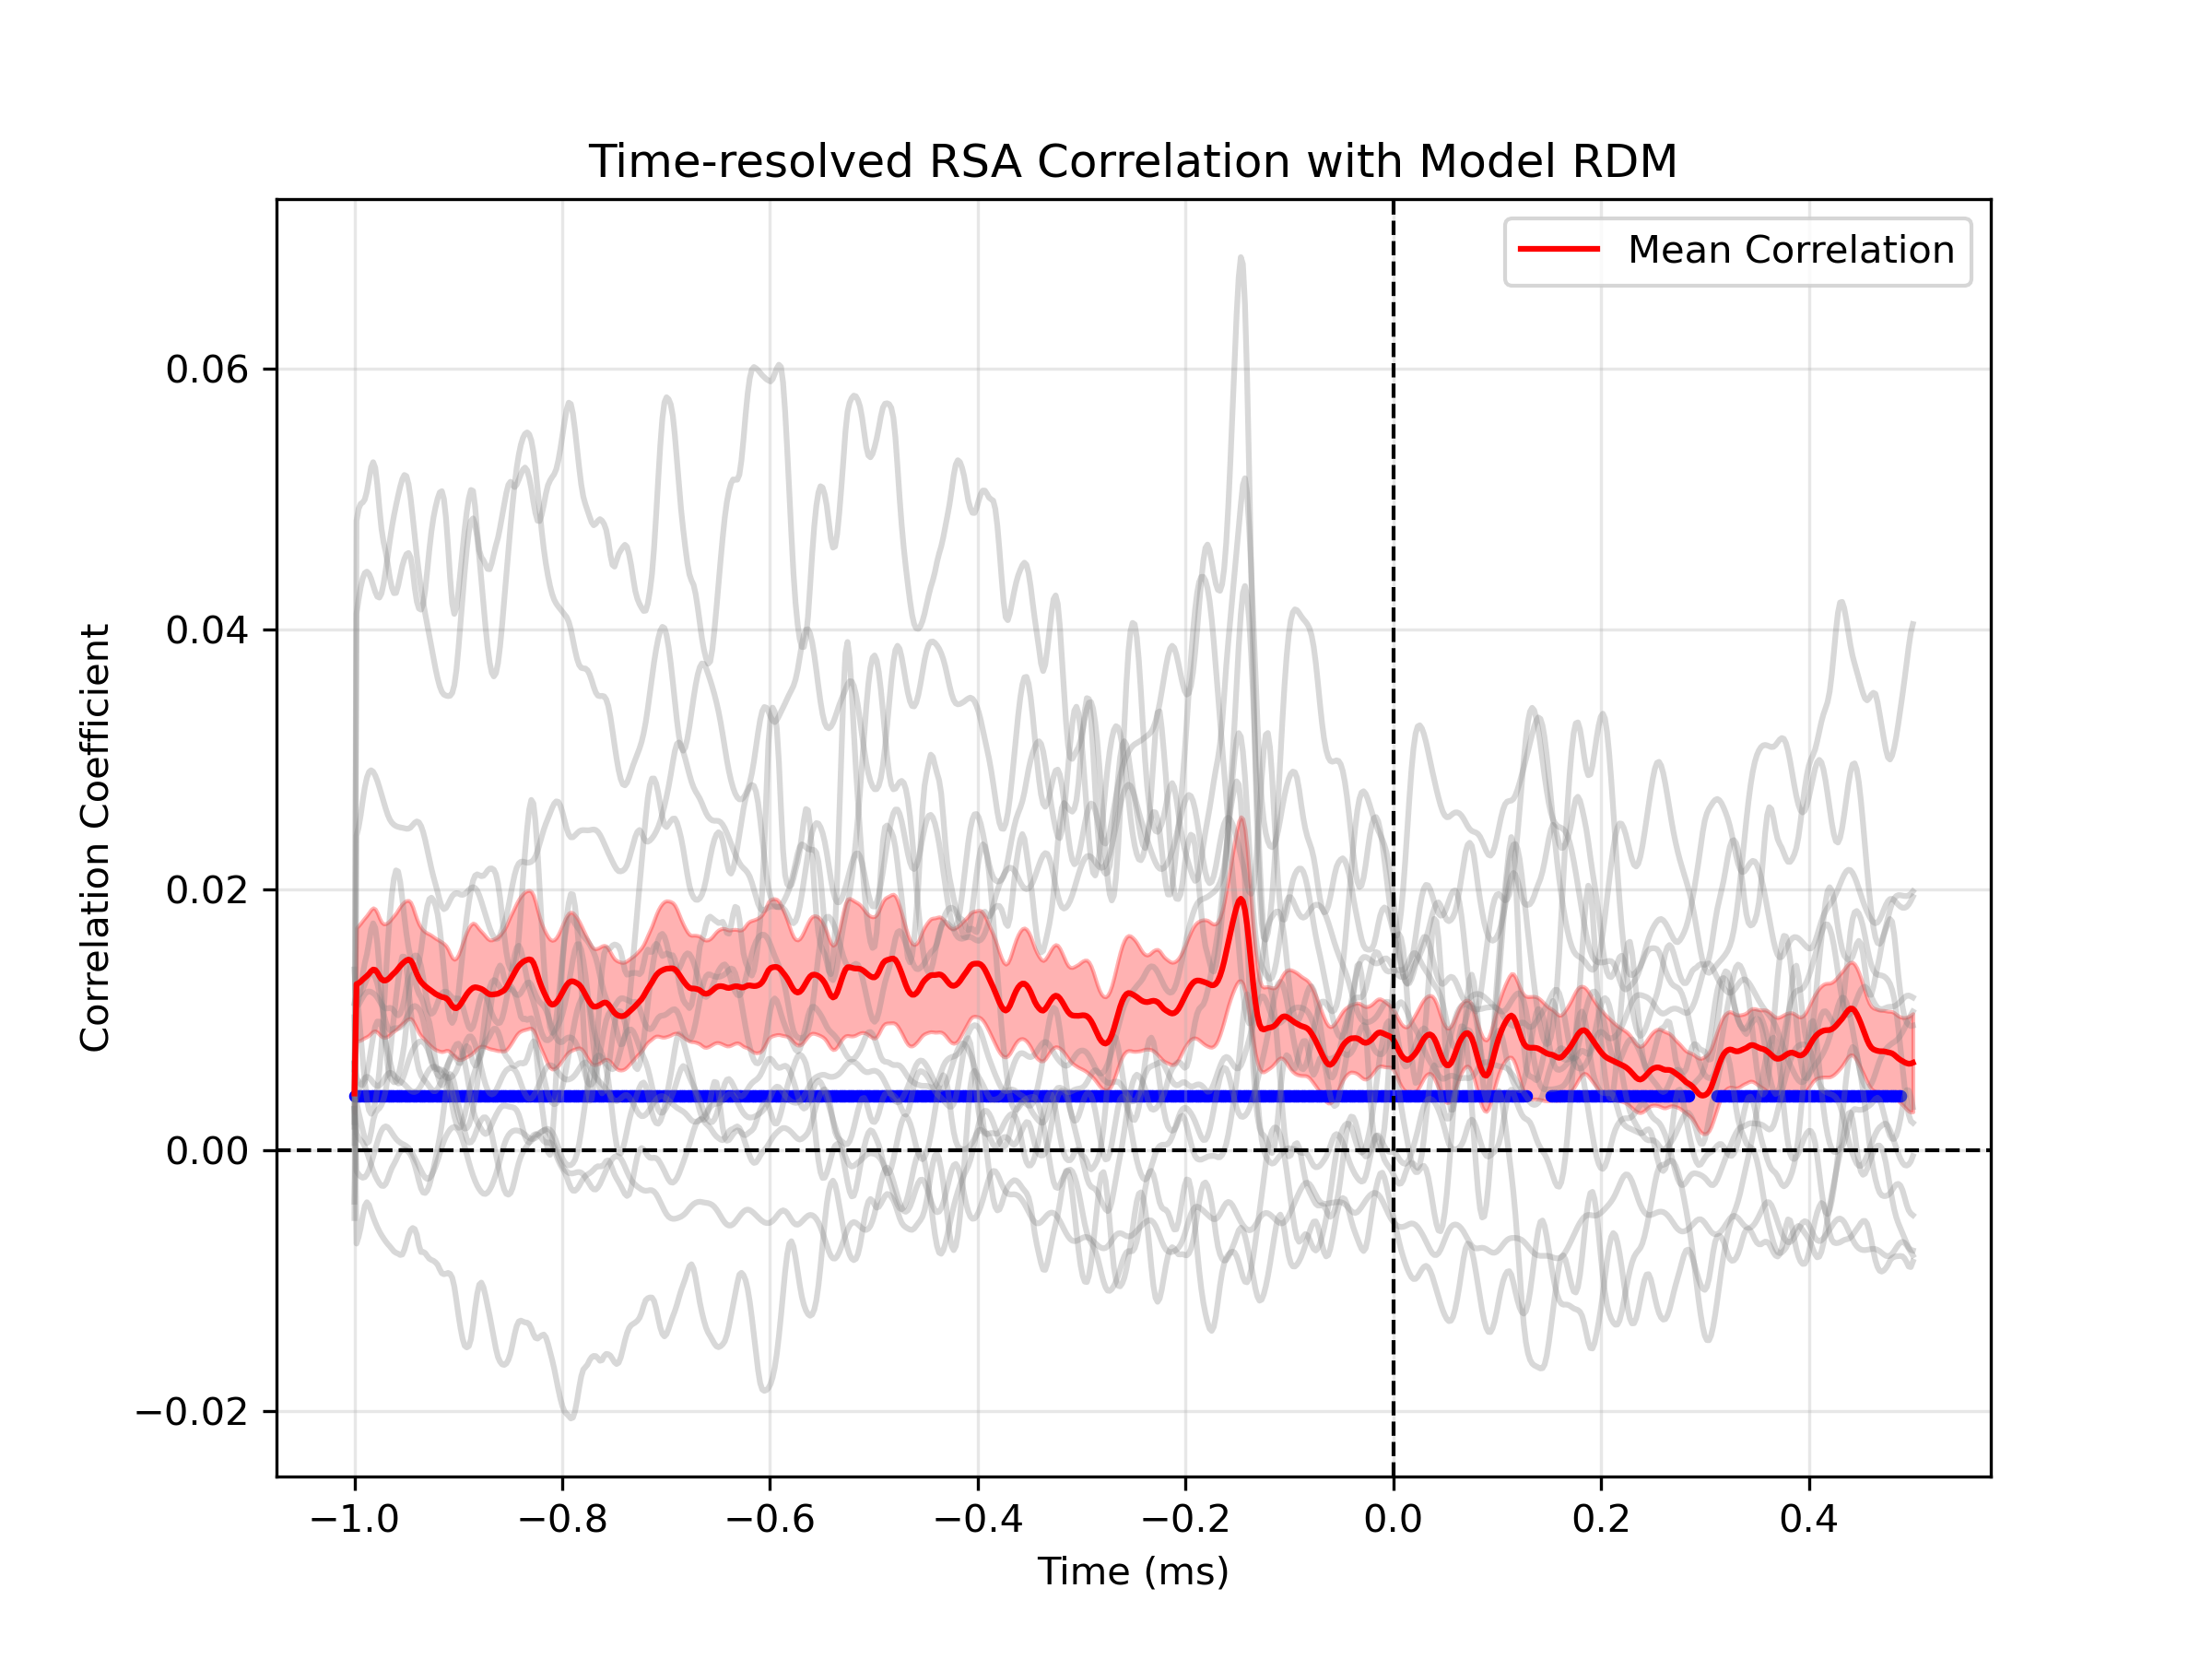 Time-resolved RSA Correlation with Model RDM
Mean Correlation
Correlation Coefficient
0.06
0.04
0.02
0.00
−0.02
−1.0 −0.8 −0.6 −0.4 −0.2 0.0 0.2 0.4
Time (ms)